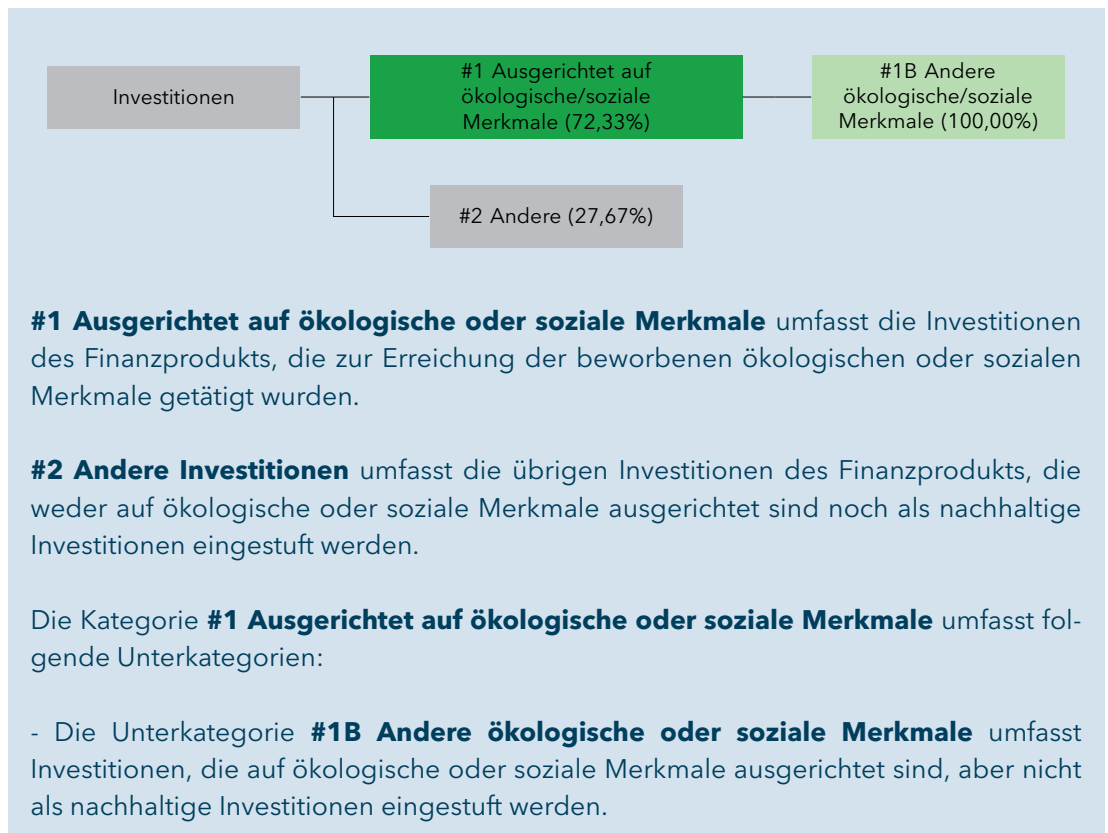 Investitionen
#1 Ausgerichtet auf
ökologische/soziale
Merkmale (72,33%)
#1B Andere
ökologische/soziale
Merkmale (100,00%)
#2 Andere (27,67%)
#1 Ausgerichtet auf ökologische oder soziale Merkmale umfasst die Investitionen
des Finanzprodukts, die zur Erreichung der beworbenen ökologischen oder sozialen
Merkmale getätigt wurden.
#2 Andere Investitionen umfasst die übrigen Investitionen des Finanzprodukts, die
weder auf ökologische oder soziale Merkmale ausgerichtet sind noch als nachhaltige
Investitionen eingestuft werden.
Die Kategorie #1 Ausgerichtet auf ökologische oder soziale Merkmale umfasst fol-
gende Unterkategorien:
- Die Unterkategorie #1B Andere ökologische oder soziale Merkmale umfasst
Investitionen, die auf ökologische oder soziale Merkmale ausgerichtet sind, aber nicht
als nachhaltige Investitionen eingestuft werden.